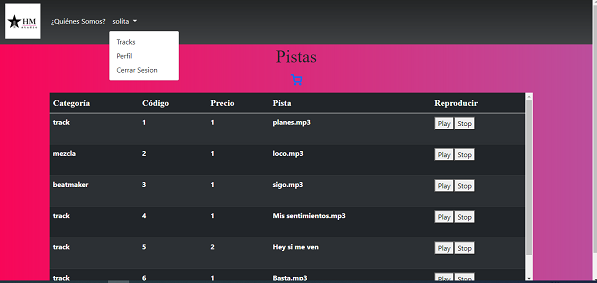 HM
¿Quiénes Somos? solita
Tracks
Perfil
Cerrar Sesion
Pistas
Categoría Código Precio Pista Reproducir
track 1 1 planes.mp3 Play Stop
mezcla 2 1 loco.mp3 Play Stop
beatmaker 3 1 sigo.mp3 Play Stop
track 4 1 Mis sentimientos.mp3 Play Stop
track 5 2 Hey si me ven Play Stop
track 6 1 Basta.mp3 Play Stop